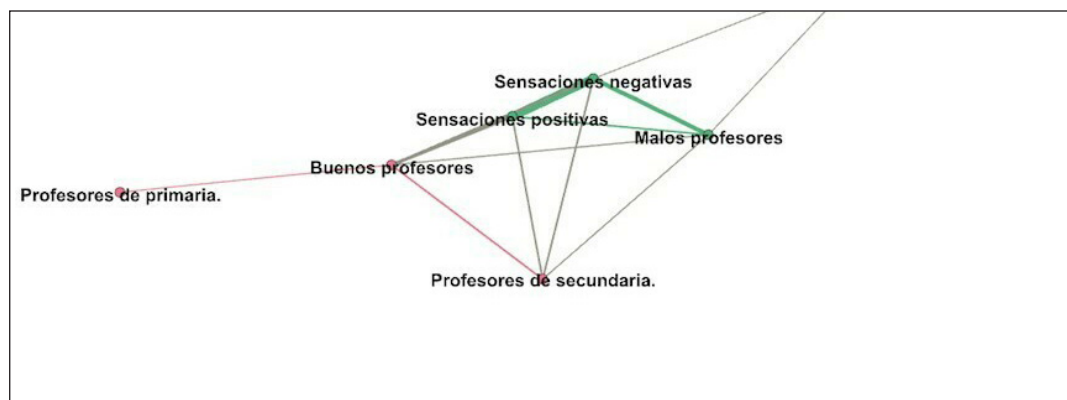 Sensaciones negativas
Sensaciones positivas
Malos profesores
Buenos profesores
Profesores de primaria.
Profesores de secundaria.